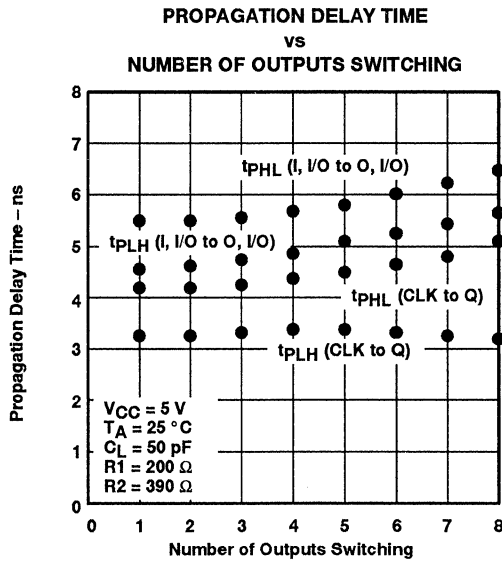 PROPAGATION DELAY TIME
vs
NUMBER OF OUTPUTS SWITCHING
Propagation Delay Time – ns
8
7
6
5
4
3
2
1
0
tPHL (I, I/O to O, I/O)
tPLH (I, I/O to O, I/O)
tPHL (CLK to Q)
tPLH (CLK to Q)
VCC = 5 V
TA = 25 °C
CL = 50 pF
R1 = 200 Ω
R2 = 390 Ω
0 1 2 3 4 5 6 7 8
Number of Outputs Switching